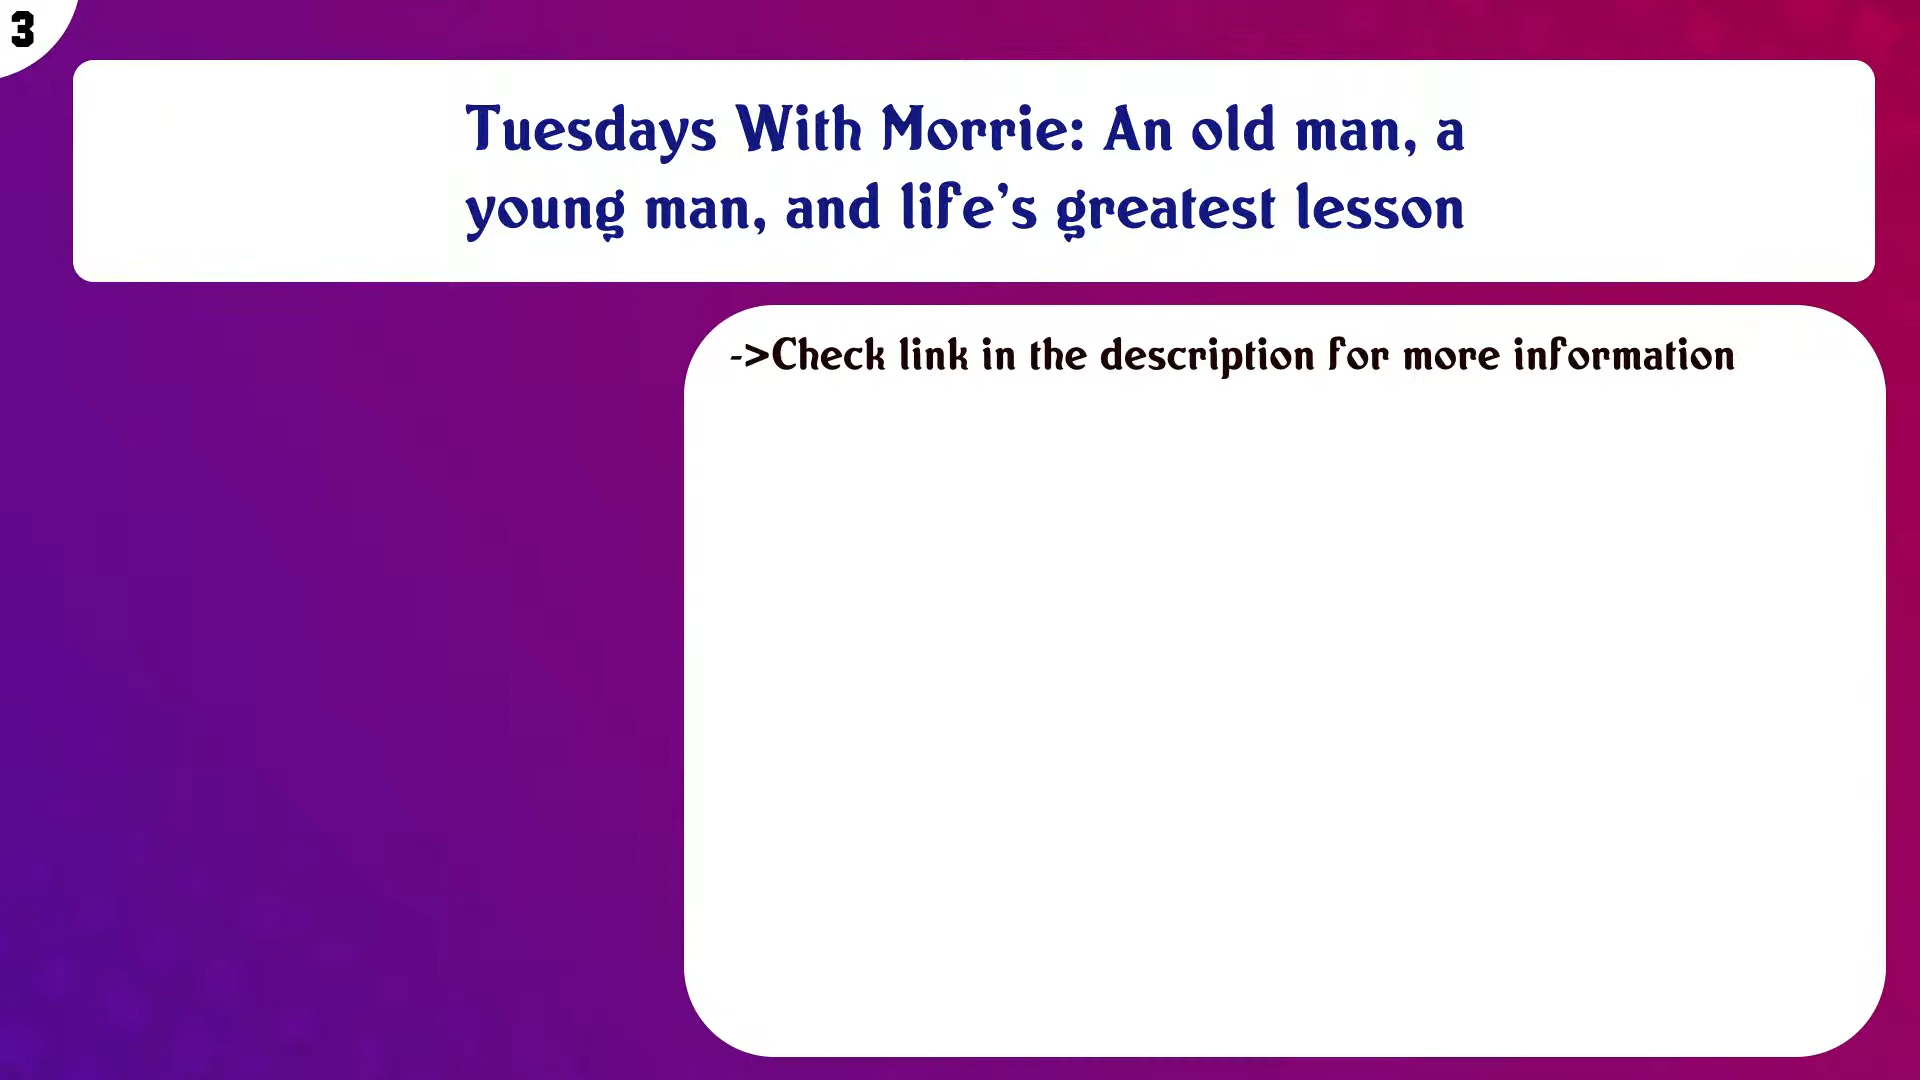 3
Tuesdays With Morrie: An old man, a
young man, and life’s greatest lesson
->Check link in the description for more information